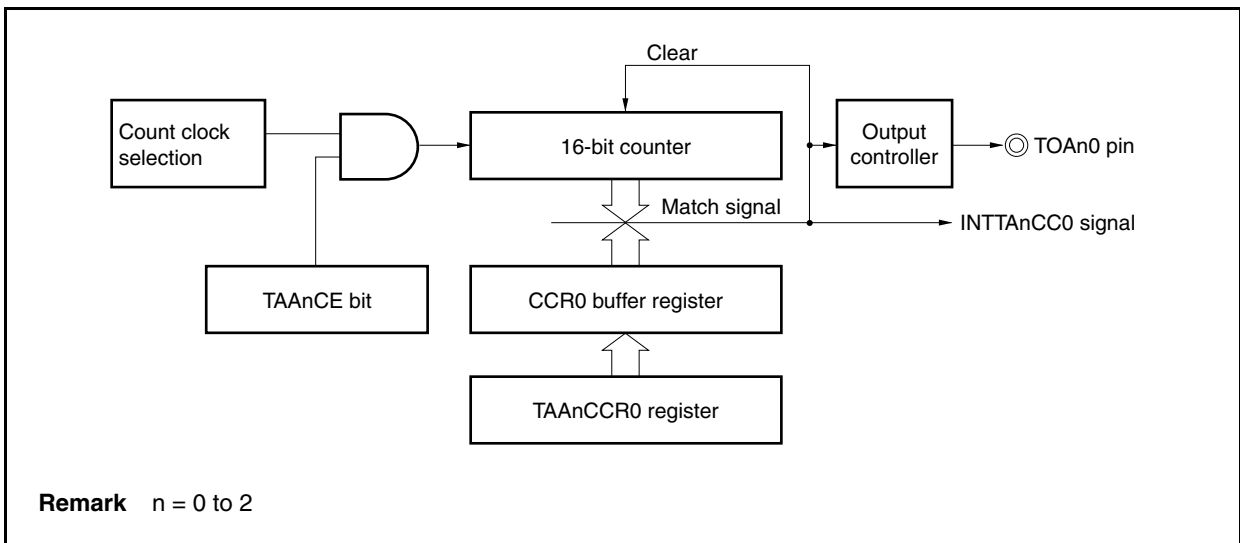 Clear
Count clock
selection
16-bit counter
Output
controller
TOAn0 pin
Match signal
INTTAnCC0 signal
TAAnCE bit
CCR0 buffer register
TAAnCCR0 register
Remark n = 0 to 2